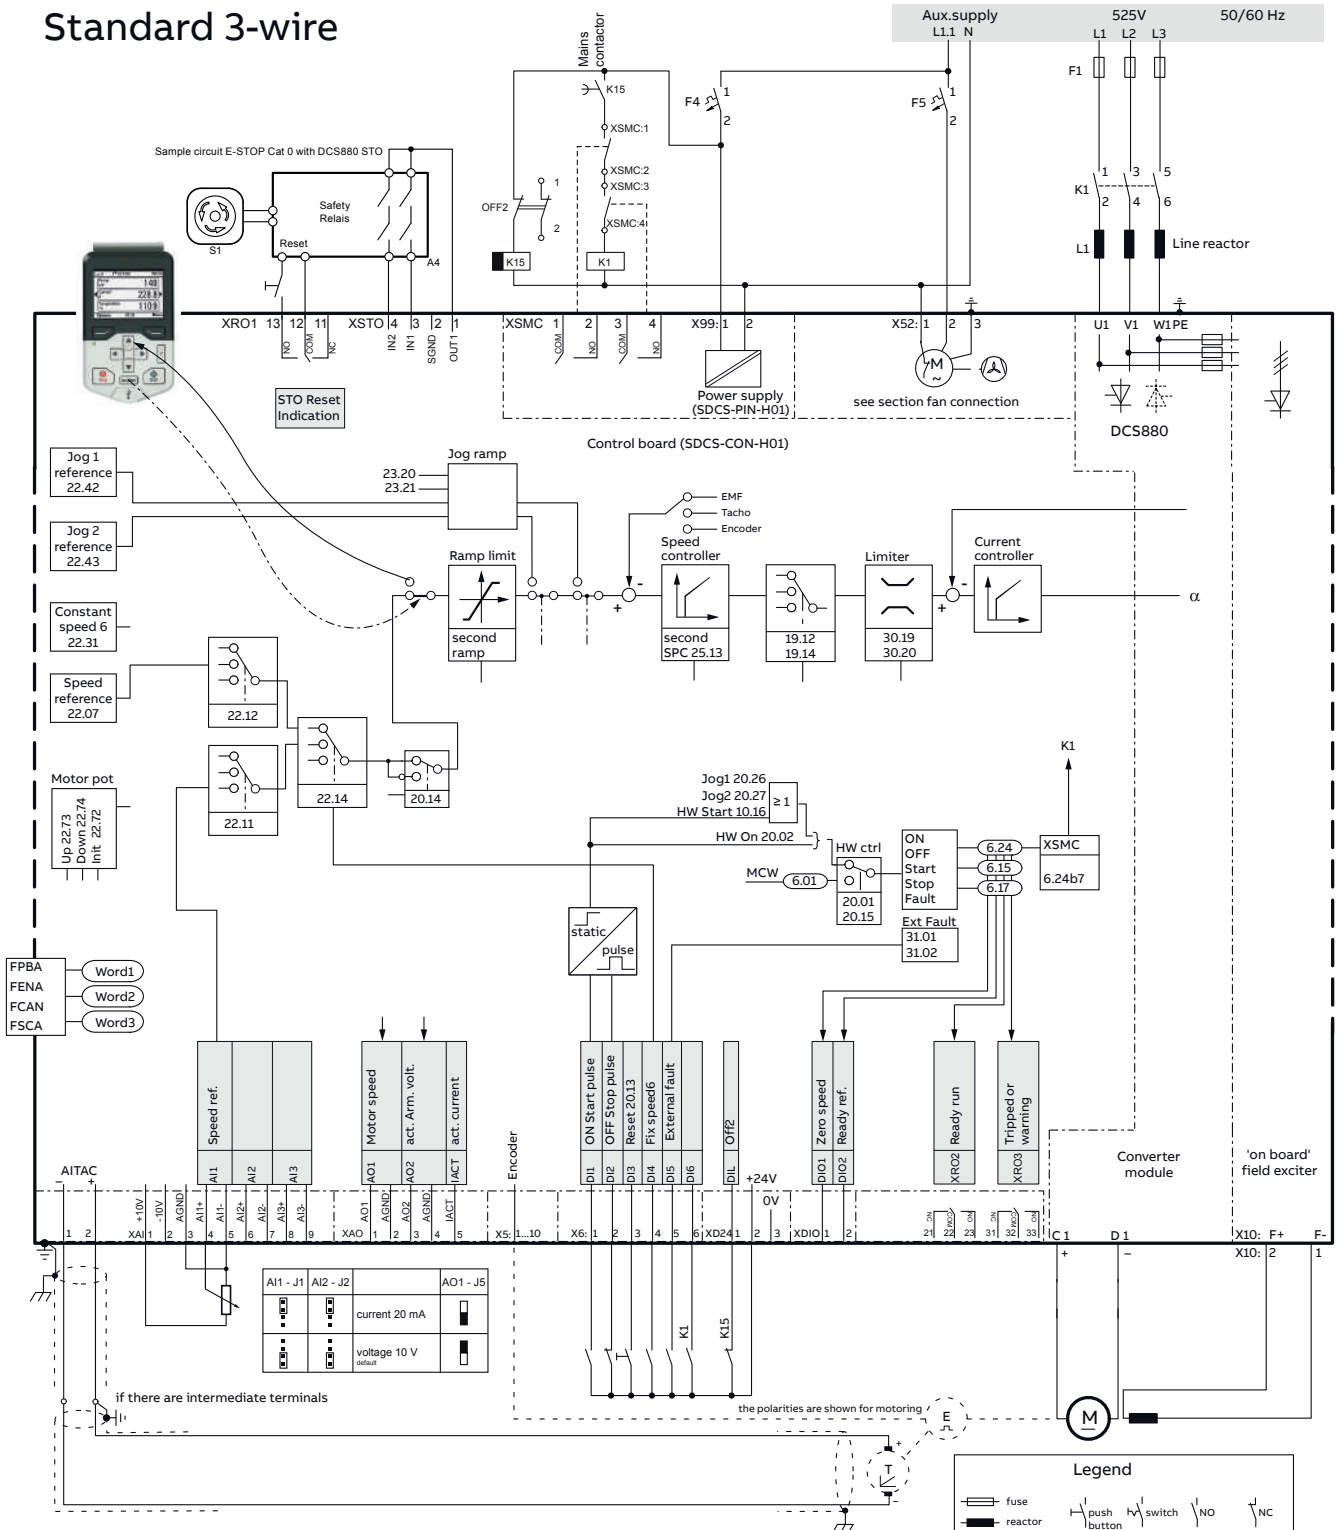 Standard 3-wire
Aux.supply 525V 50/60 Hz
L1.1 N L1 L2 L3
Mains
contactor
F1
K15
F4 1
2
F5 1
2
XSMC:1
Sample circuit E-STOP Cat 0 with DCS880 STO
XSMC:2
XSMC:3
XSMC:4
OFF2 1
2
K1 1 3 5
2 4 6
Safety
Relais
S1
Reset
A4
K15
K1
L1 Line reactor
XRO1 13 12 11
NO COM NC
XSTO 4 3 2 1
IN2 IN1 SGND OUT1
XSMC 1 2 3 4
COM NO COM NO
X99: 1 2
X52: 1 2 3
U1 V1 W1 PE
M
~
STO Reset
Indication
Power supply
(SDCS-PIN-H01)
see section fan connection
DCS880
Control board (SDCS-CON-H01)
Jog 1
reference
22.42
Jog ramp
23.20
23.21
Jog 2
reference
22.43
EMF
Tacho
Encoder
Ramp limit
second
ramp
Speed
controller
second
SPC 25.13
- +
19.12
19.14
Limiter
30.19
30.20
- +
Current
controller
α
Constant
speed 6
22.31
Speed
reference
22.07
22.12
22.11
22.14
20.14
Motor pot
Up 22.73
Down 22.74
Init 22.72
K1
Jog1 20.26
Jog2 20.27
HW Start 10.16
≥ 1
HW On 20.02
HW ctrl
MCW 6.01
20.01
20.15
ON
OFF
Start
Stop
Fault
6.24
6.15
6.17
XSMC
6.24b7
Ext Fault
31.01
31.02
static
pulse
FPBA
FENA
FCAN
FSCA
Word1
Word2
Word3
Speed ref.
AI1 AI2 AI3
Motor speed
act. Arm. volt.
act. current
AO1 AO2 IACT
Encoder
ON Start pulse
OFF Stop pulse
Reset 20.13
Fix speed6
External fault
DI1 DI2 DI3 DI4 DI5 DI6
Off2
DIL
+24V
0V
Zero speed
Ready ref.
DIO1 DIO2
Ready run
XRO2
Tripped or
warning
XRO3
Converter
module
'on board'
field exciter
AITAC
– +
1 2
+10V -10V AGND AI1+ AI1- AI2+ AI2- AI3+ AI3-
XAI 1 2 3 4 5 6 7 8 9
AO1 AGND AO2 AGND IACT
XAO 1 2 3 4 5
X5: 1...10
X6: 1 2 3 4 5 6
XD24 1 2 3
XDIO 1 2
NC COM NO
21 22 23
NC COM NO
31 32 33
C 1 D 1
+ –
X10: F+ F-
X10: 2 1
AI1 - J1 AI2 - J2 AO1 - J5
current 20 mA
voltage 10 V
default
K1
K15
if there are intermediate terminals
the polarities are shown for motoring
E
M
T
+
–
Legend
fuse
reactor
push
button
switch
NO
NC